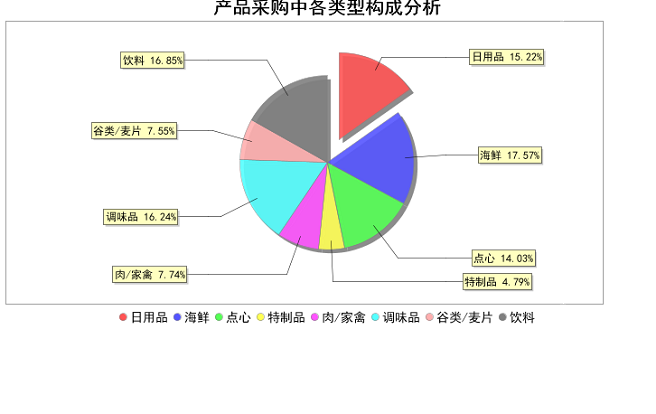 产品采购中各类型构成分析
饮料 16.85%
日用品 15.22%
谷类/麦片 7.55%
海鲜 17.57%
调味品 16.24%
点心 14.03%
肉/家禽 7.74%
特制品 4.79%
日用品 海鲜 点心 特制品 肉/家禽 调味品 谷类/麦片 饮料